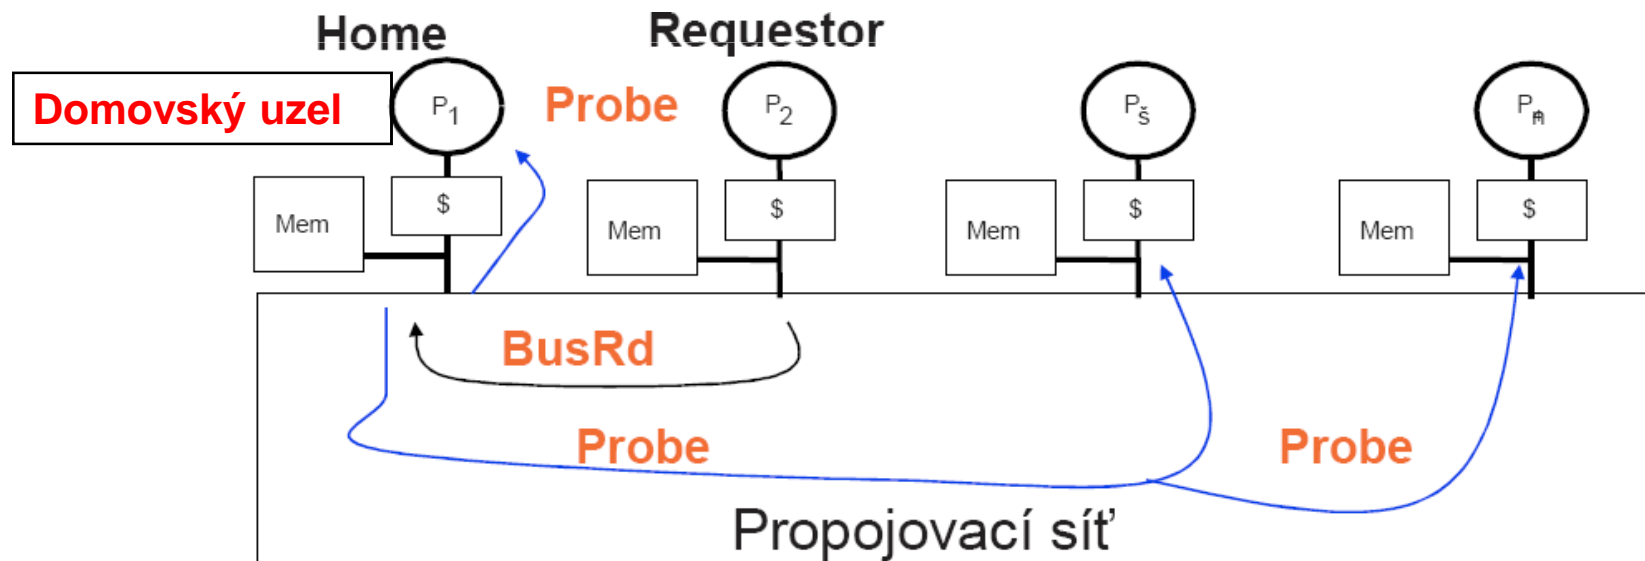 Home
Requestor
Domovský uzel
P1
Probe
P2
Pš
Mem
$
Mem
$
Mem
$
Mem
$
BusRd
Probe
Probe
Propojovací síť